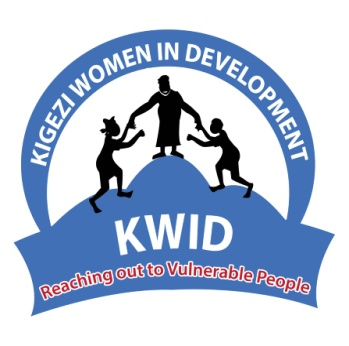 KIGEZI WOMEN IN DEVELOPMENT
KWID
Reaching out to Vulnerable People